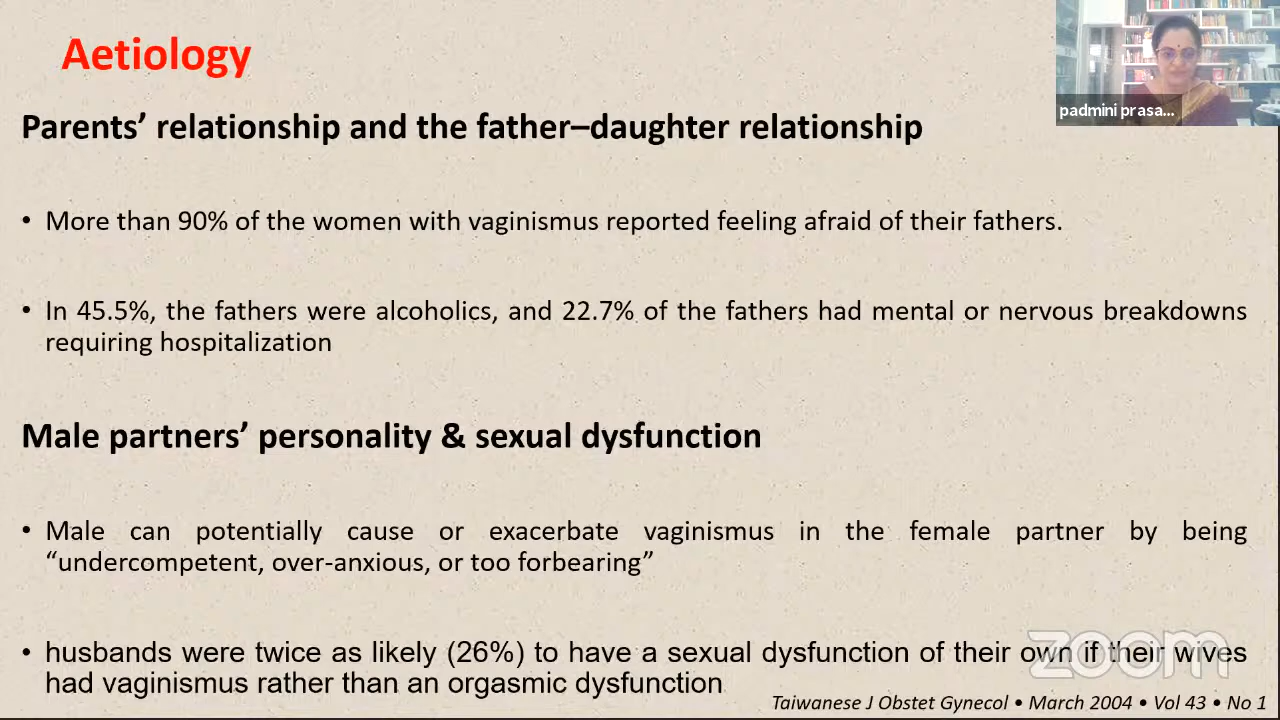 Aetiology
padmini prasa...
Parents’ relationship and the father–daughter relationship
• More than 90% of the women with vaginismus reported feeling afraid of their fathers.
• In 45.5%, the fathers were alcoholics, and 22.7% of the fathers had mental or nervous breakdowns
requiring hospitalization
Male partners’ personality & sexual dysfunction
• Male can potentially cause or exacerbate vaginismus in the female partner by being
“undercompetent, over-anxious, or too forbearing”
• husbands were twice as likely (26%) to have a sexual dysfunction of their own if their wives
had vaginismus rather than an orgasmic dysfunction
zoom
Taiwanese J Obstet Gynecol • March 2004 • Vol 43 • No 1